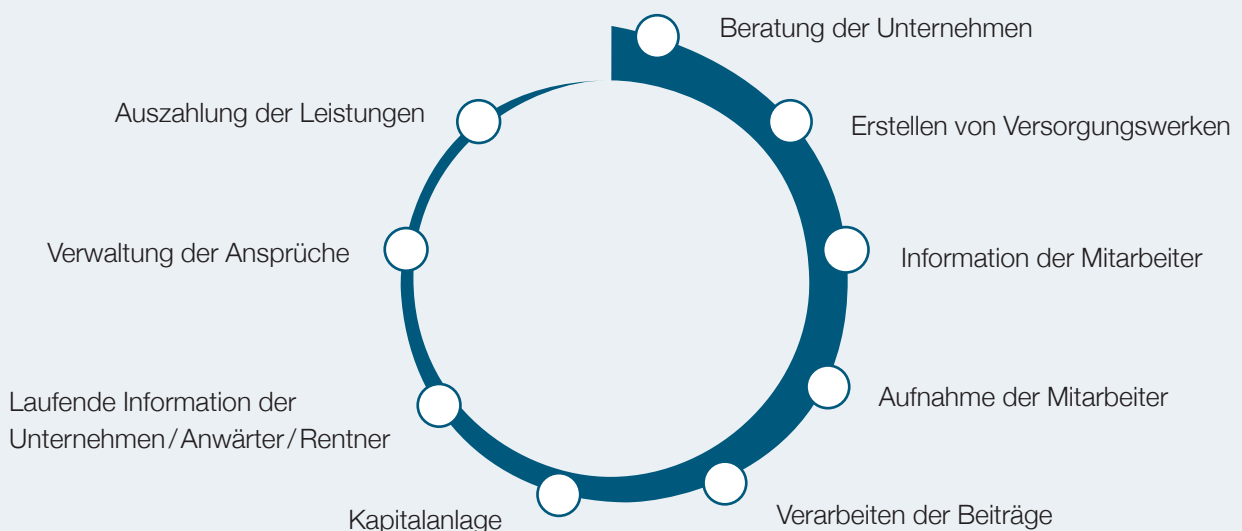 Beratung der Unternehmen
Erstellen von Versorgungswerken
Information der Mitarbeiter
Aufnahme der Mitarbeiter
Verarbeiten der Beiträge
Kapitalanlage
Laufende Information der
Unternehmen/Anwärter/Rentner
Verwaltung der Ansprüche
Auszahlung der Leistungen